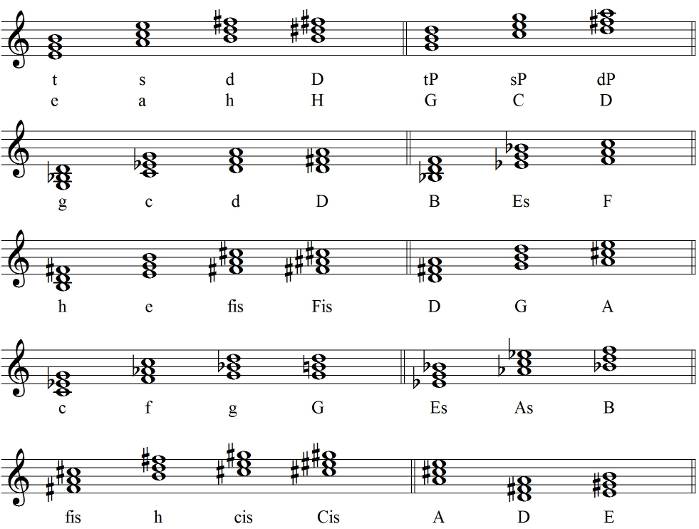 t s d D tP sP dP
e a h H G C D
g c d D B Es F
h e fis Fis D G A
c f g G Es As B
fis h cis Cis A D E